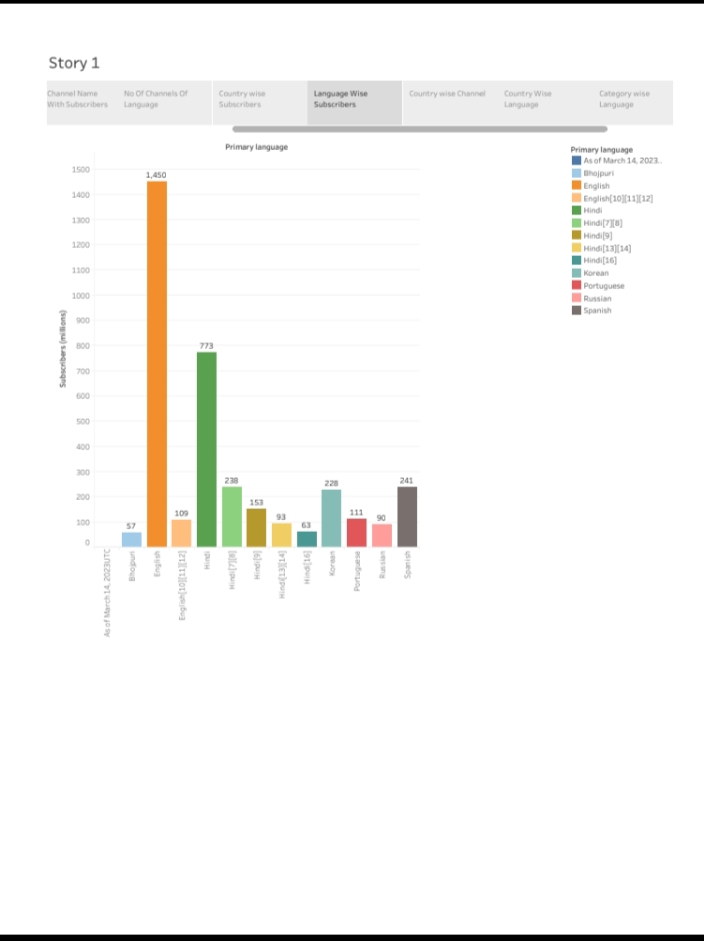 Story 1
Channel Name
With Subscribers
No Of Channels Of
Language
Country wise
Subscribers
Language Wise
Subscribers
Country wise Channel
Country Wise
Language
Category wise
Language
Primary language
Subscribers (millions)
1500
1400
1300
1200
1100
1000
900
800
700
600
500
400
300
200
100
0
57
1,450
109
773
238
153
93
63
228
111
90
241
As of March 14, 2023UTC
Bhojpuri
English
English[10][11][12]
Hindi
Hindi[7][8]
Hindi[9]
Hindi[13][14]
Hindi[16]
Korean
Portuguese
Russian
Spanish
Primary language
As of March 14, 2023..
Bhojpuri
English
English[10][11][12]
Hindi
Hindi[7][8]
Hindi[9]
Hindi[13][14]
Hindi[16]
Korean
Portuguese
Russian
Spanish